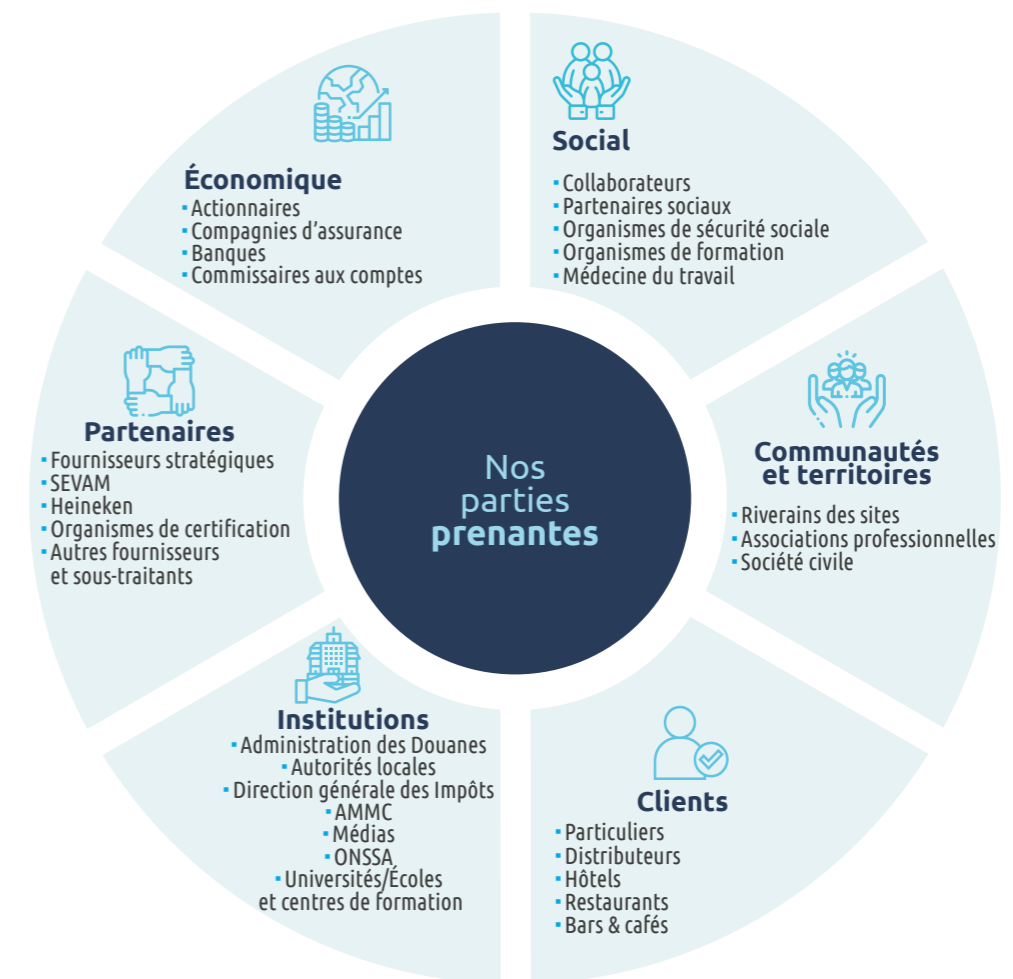 Économique
▪ Actionnaires
▪ Compagnies d’assurance
▪ Banques
▪ Commissaires aux comptes
Social
▪ Collaborateurs
▪ Partenaires sociaux
▪ Organismes de sécurité sociale
▪ Organismes de formation
▪ Médecine du travail
Partenaires
▪ Fournisseurs stratégiques
▪ SEVAM
▪ Heineken
▪ Organismes de certification
▪ Autres fournisseurs
et sous-traitants
Nos
parties
prenantes
Communautés
et territoires
▪ Riverains des sites
▪ Associations professionnelles
▪ Société civile
Institutions
▪ Administration des Douanes
▪ Autorités locales
▪ Direction générale des Impôts
▪ AMMC
▪ Médias
▪ ONSSA
▪ Universités/Écoles
et centres de formation
Clients
▪ Particuliers
▪ Distributeurs
▪ Hôtels
▪ Restaurants
▪ Bars & cafés